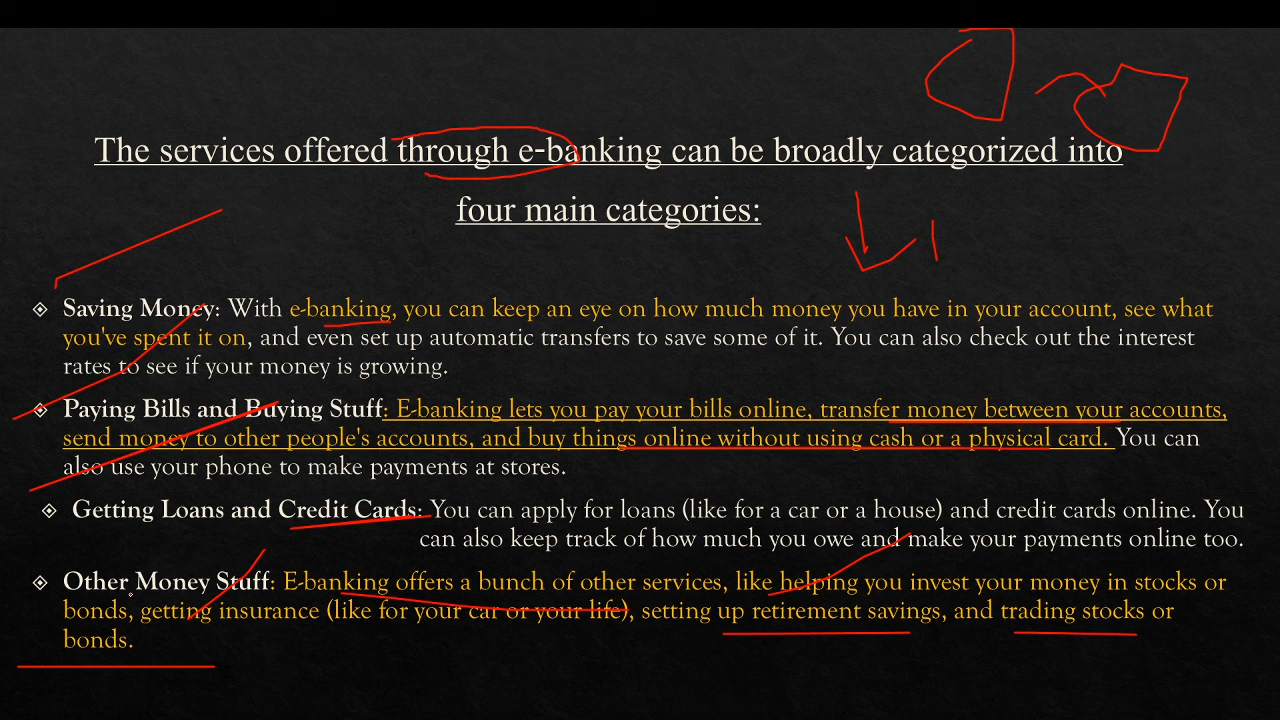 The services offered through e-banking can be broadly categorized into
four main categories:
Saving Money: With e-banking, you can keep an eye on how much money you have in your account, see what
you've spent it on, and even set up automatic transfers to save some of it. You can also check out the interest
rates to see if your money is growing.
Paying Bills and Buying Stuff: E-banking lets you pay your bills online, transfer money between your accounts,
send money to other people's accounts, and buy things online without using cash or a physical card. You can
also use your phone to make payments at stores.
Getting Loans and Credit Cards: You can apply for loans (like for a car or a house) and credit cards online. You
can also keep track of how much you owe and make your payments online too.
Other Money Stuff: E-banking offers a bunch of other services, like helping you invest your money in stocks or
bonds, getting insurance (like for your car or your life), setting up retirement savings, and trading stocks or
bonds.